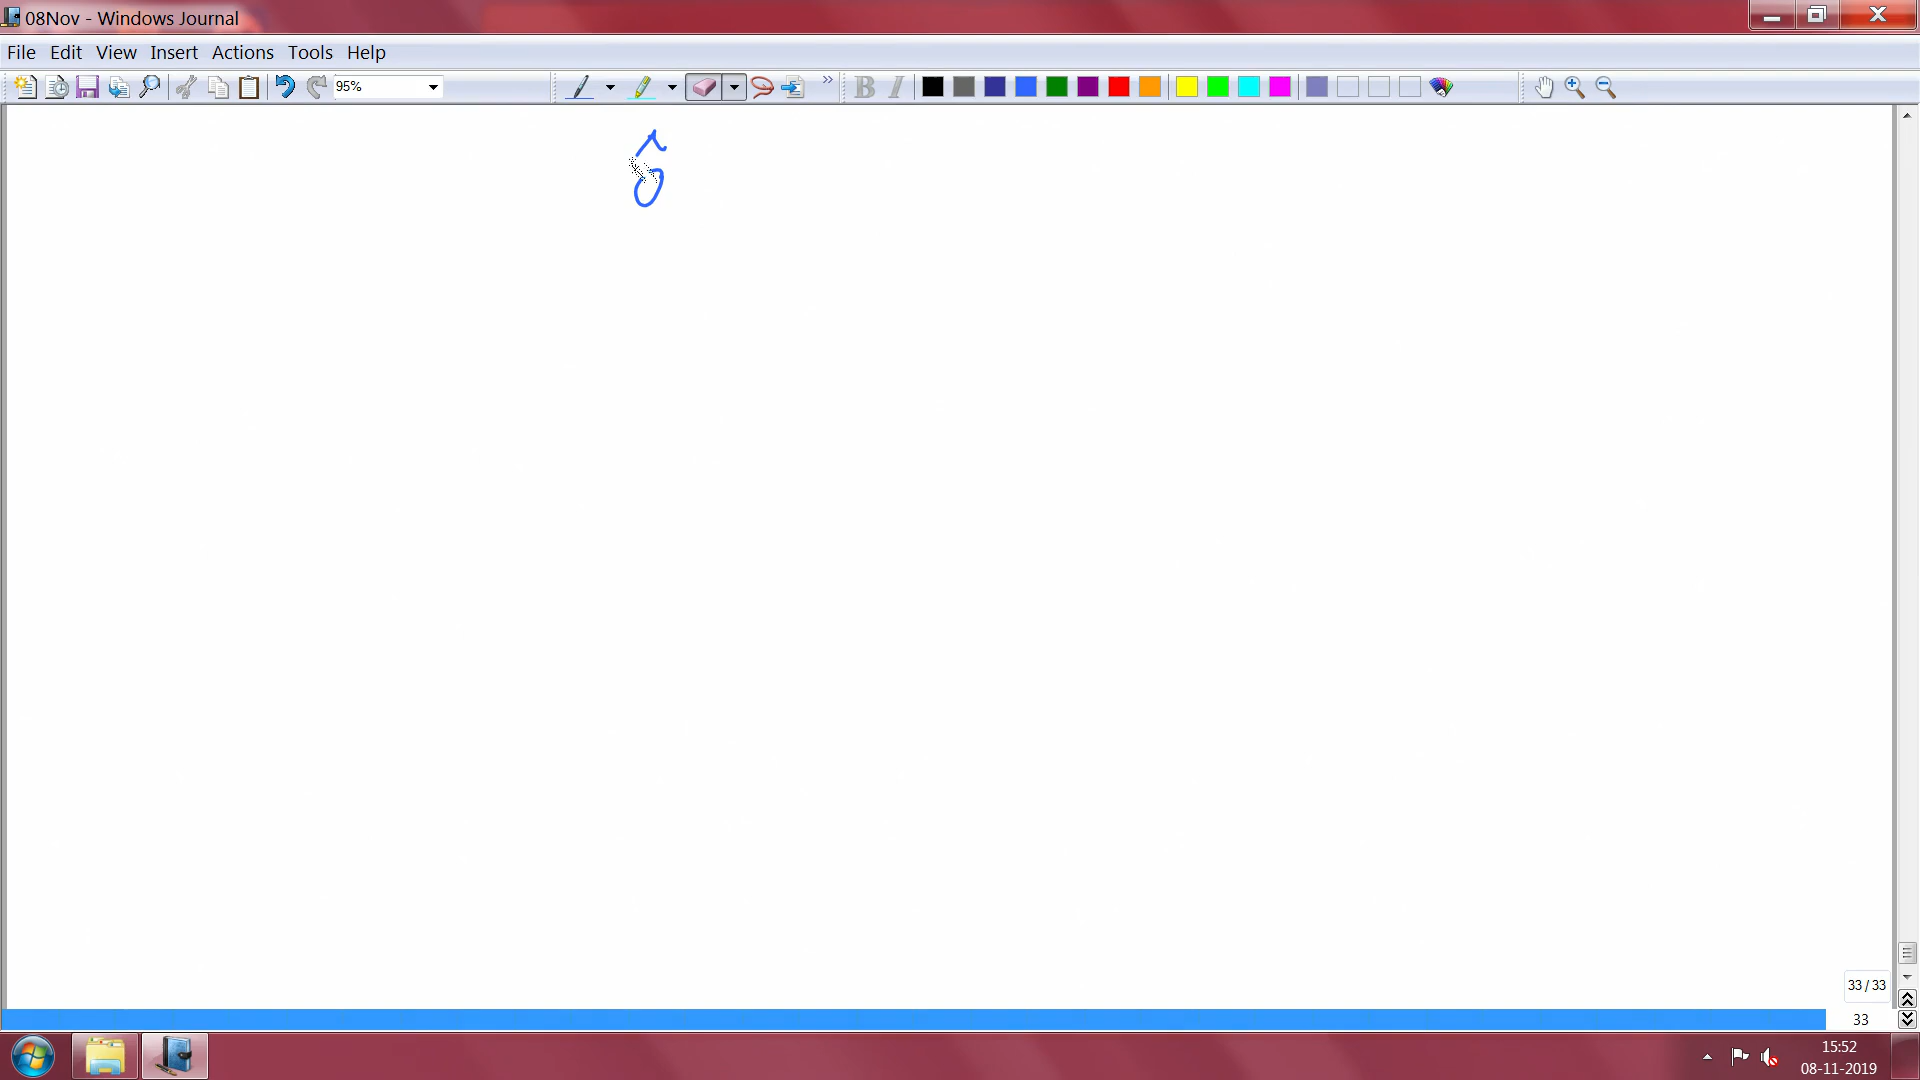 08Nov - Windows Journal
File Edit View Insert Actions Tools Help
95%
B I
33 / 33
33
15:52
08-11-2019